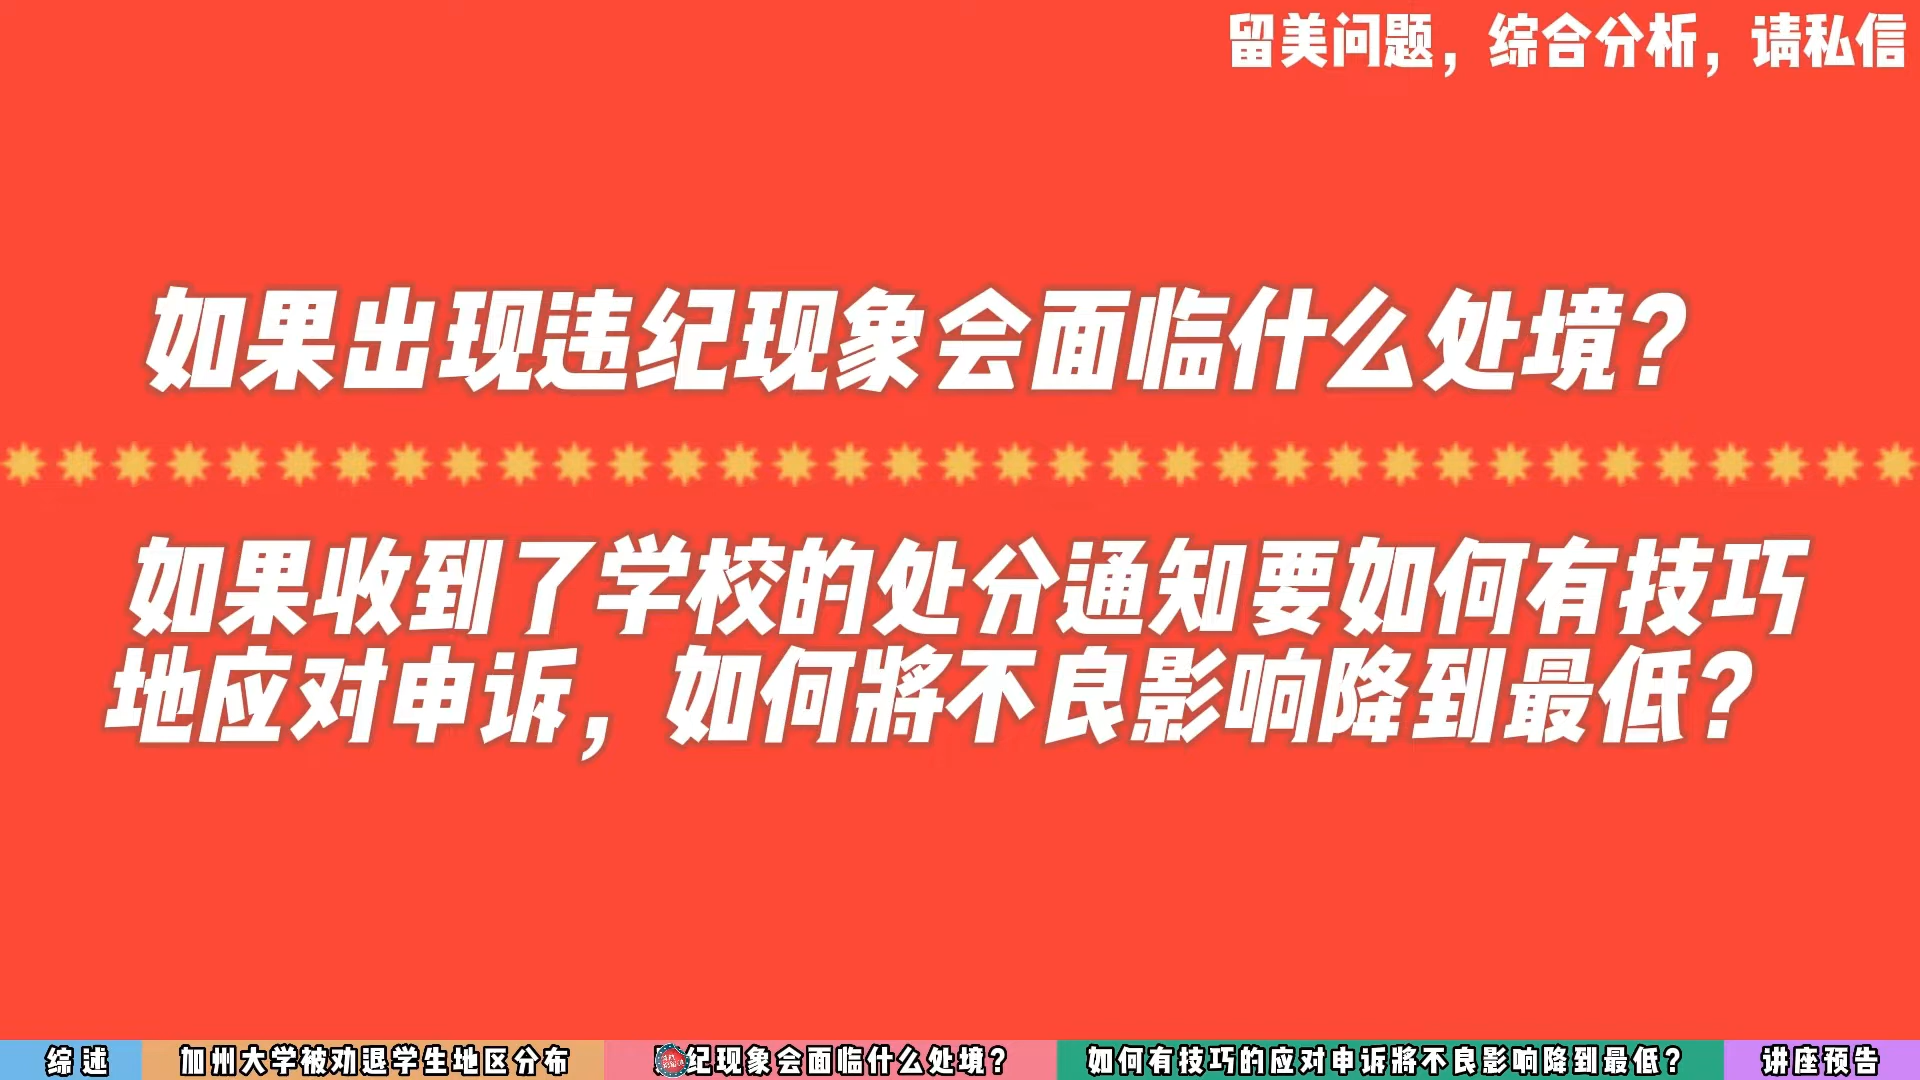 留美问题，综合分析，请私信
如果出现违纪现象会面临什么处境？
如果收到了学校的处分通知要如何有技巧
地应对申诉，如何將不良影响降到最低？
综述
加州大学被劝退学生地区分布
纪现象会面临什么处境？
如何有技巧的应对申诉將不良影响降到最低？
讲座预告